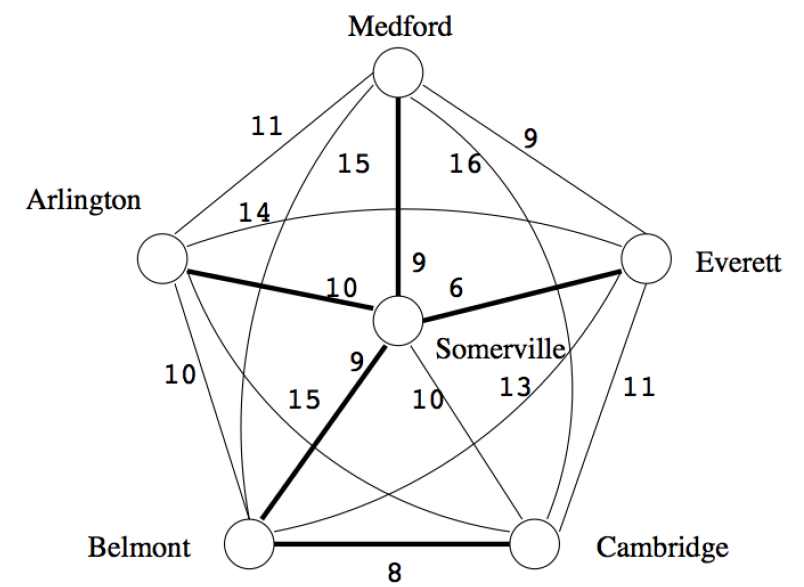 Medford
11
9
15
16
Arlington
14
9
Everett
10
6
Somerville
9
10
15
10
13
11
Belmont
Cambridge
8